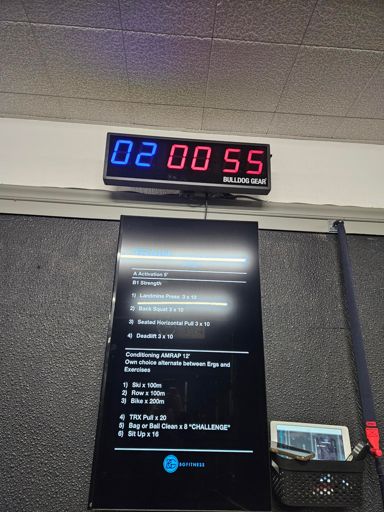 02 00 55
BULLDOG GEAR
A Activation 5'
B1 Strength
1) Landmine Press 3 x 10
2) Back Squat 3 x 10
3) Seated Horizontal Pull 3 x 10
4) Deadlift 3 x 10
Conditioning AMRAP 12'
Own choice alternate between Ergs and
Exercises
1) Ski x 100m
2) Row x 100m
3) Bike x 200m
4) TRX Pull x 20
5) Bag or Ball Clean x 8 "CHALLENGE"
6) Sit Up x 16
BGFITNESS